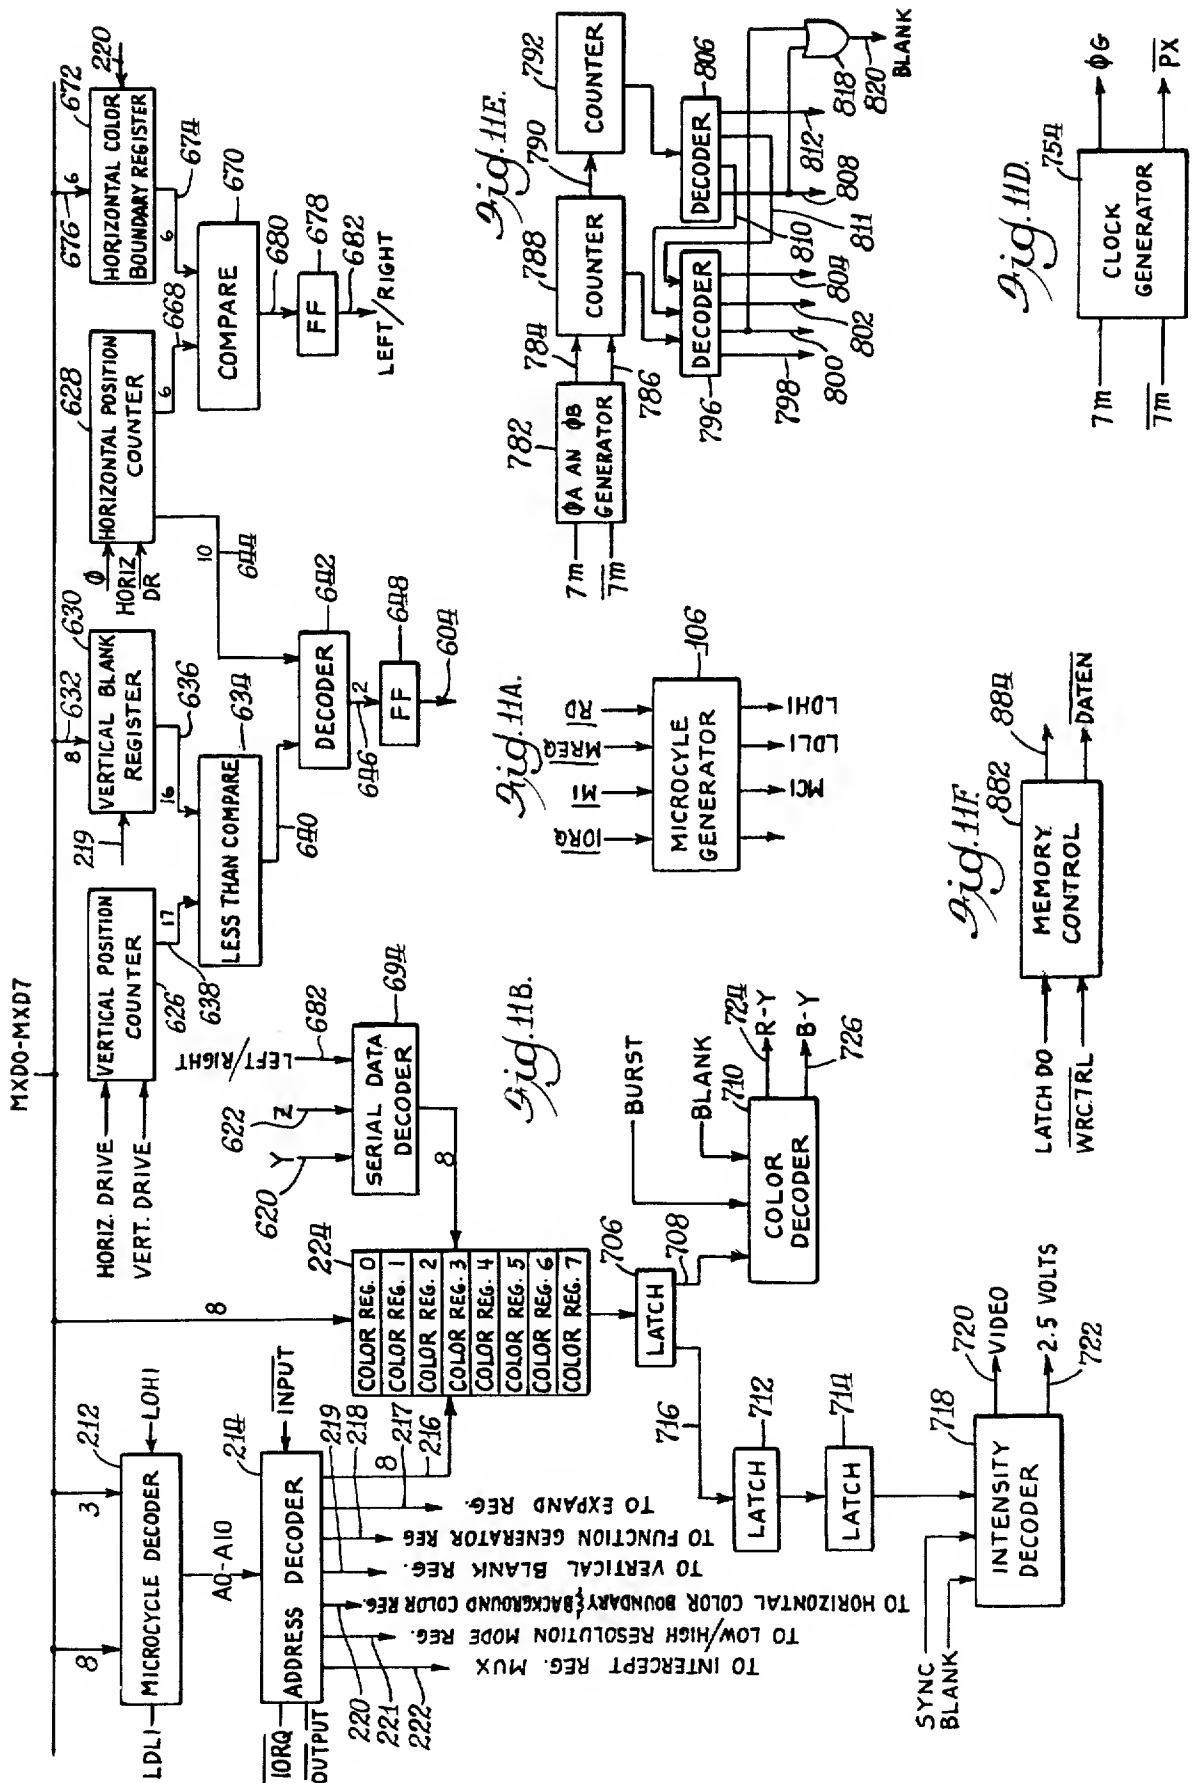 MXD0-MXD7
HORIZ. DRIVE
VERT. DRIVE
VERTICAL POSITION
COUNTER
626
638
17
219
8
632
630
VERTICAL BLANK
REGISTER
636
16
LESS THAN COMPARE
634
640
Φ
HORIZ
DR
HORIZONTAL POSITION
COUNTER
628
10
644
DECODER
642
646
2
FF
648
604
6
668
676
6
672
220
HORIZONTAL COLOR
BOUNDARY REGISTER
674
6
COMPARE
670
680
FF
678
682
LEFT/RIGHT
8
3
212
LDL1
MICROCYCLE DECODER
LOHI
A0-A10
214
IORQ
OUTPUT
ADDRESS DECODER
INPUT
219
218
217
216
8
220
221
222
TO EXPAND REG.
TO FUNCTION GENERATOR REG
TO VERTICAL BLANK REG.
TO HORIZONTAL COLOR BOUNDARY { BACKGROUND COLOR REG.
TO LOW/HIGH RESOLUTION MODE REG.
TO INTERCEPT REG. MUX
8
224
COLOR REG. 0
COLOR REG. 1
COLOR REG. 2
COLOR REG. 3
COLOR REG. 4
COLOR REG. 5
COLOR REG. 6
COLOR REG. 7
620
Y
622
Z
LEFT/RIGHT
682
SERIAL DATA
DECODER
694
8
Fig. 11B.
LATCH
706
708
716
LATCH
712
LATCH
714
BURST
BLANK
COLOR
DECODER
710
724
R-Y
B-Y
726
SYNC
BLANK
INTENSITY
DECODER
718
720
VIDEO
2.5 VOLTS
722
Fig. 11A.
IORQ
M1
MREQ
RD
MICROCYLE
GENERATOR
106
MC1
LDL1
LDH1
Fig. 11E.
7m
7m
782
ΦA AN ΦB
GENERATOR
784
786
788
COUNTER
790
792
COUNTER
796
DECODER
798
800
802
804
806
DECODER
810
811
808
812
818
820
BLANK
Fig. 11F.
LATCH DO
WRCTRL
MEMORY
CONTROL
882
884
DATEN
Fig. 11D.
7m
7m
CLOCK
GENERATOR
754
ΦG
PX